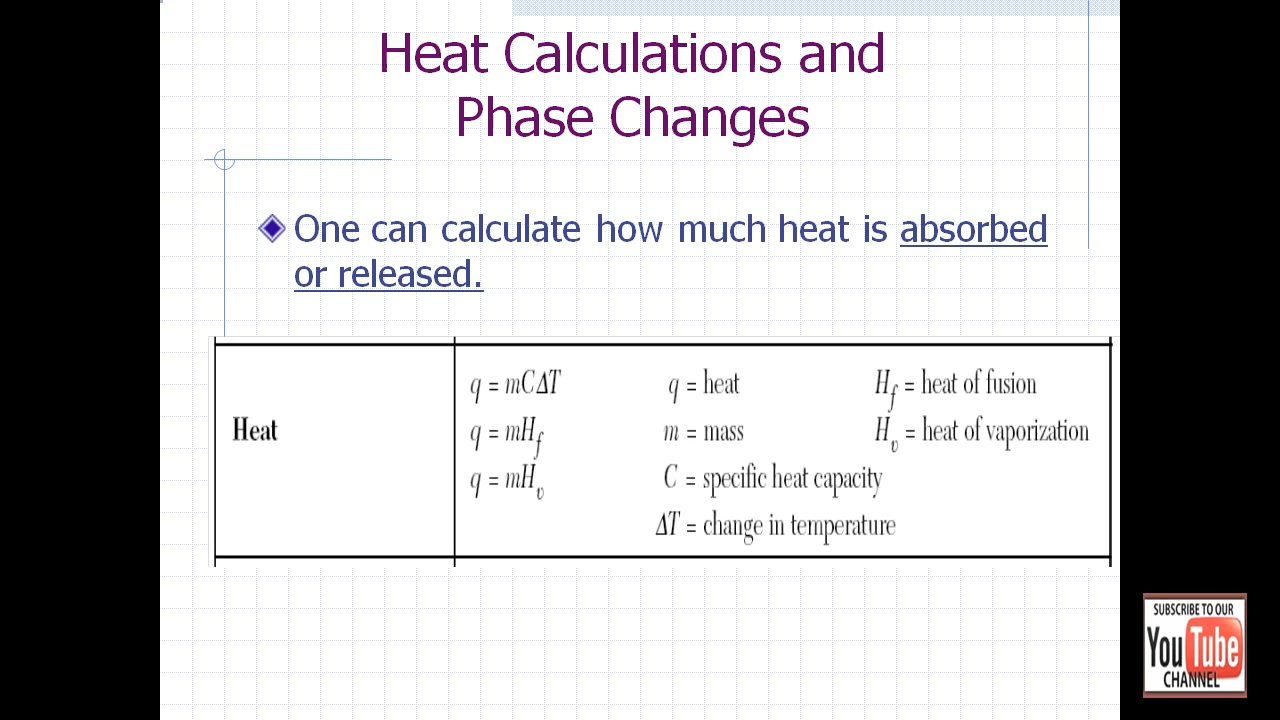 Heat Calculations and
Phase Changes
One can calculate how much heat is absorbed
or released.
Heat
q = mCΔT
q = mH_f
q = mH_v
q = heat
m = mass
C = specific heat capacity
ΔT = change in temperature
H_f = heat of fusion
H_v = heat of vaporization
SUBSCRIBE TO OUR
YouTube
CHANNEL